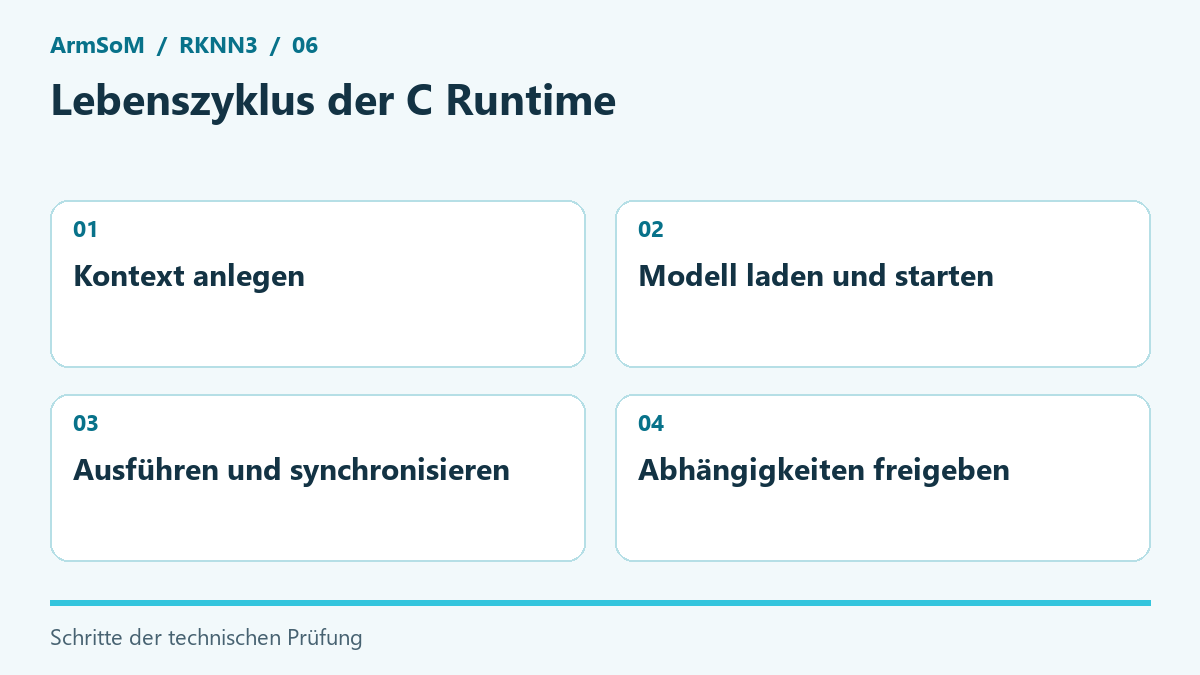 ArmSoM / RKNN3 / 06
Lebenszyklus der C Runtime
01
Kontext anlegen
02
Modell laden und starten
03
Ausführen und synchronisieren
04
Abhängigkeiten freigeben
Schritte der technischen Prüfung